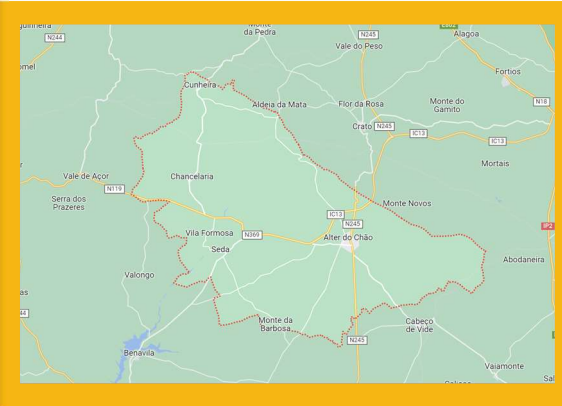 da Pedra
N245
Alagoa
N244
Vale do Peso
Fortios
Cunheira
N18
Aldeia da Mata
Flor da Rosa
Monte do
Gamito
Crato
N245
IC13
IC13
Mortais
Vale de Açor
Chancelaria
N119
Serra dos
Prazeres
Monte Novos
IC13
N245
IP2
Vila Formosa
N369
Alter do Chão
Seda
Abodaneira
Valongo
as
Monte da
Barbosa
Cabeço
de Vide
N245
Benavila
Vaiamonte